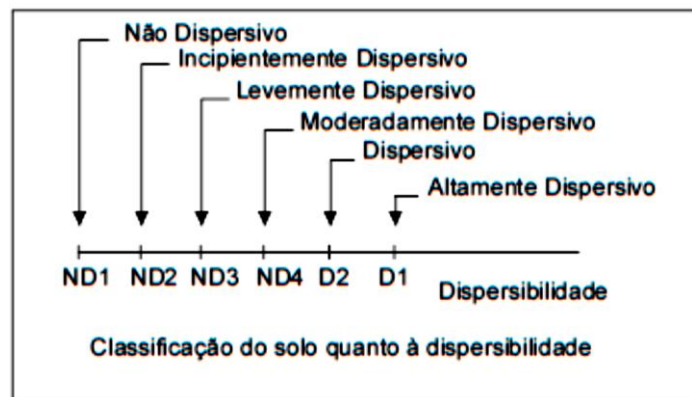 Não Dispersivo
Incipientemente Dispersivo
Levemente Dispersivo
Moderadamente Dispersivo
Dispersivo
Altamente Dispersivo
ND1 ND2 ND3 ND4 D2 D1
Dispersibilidade
Classificação do solo quanto à dispersibilidade